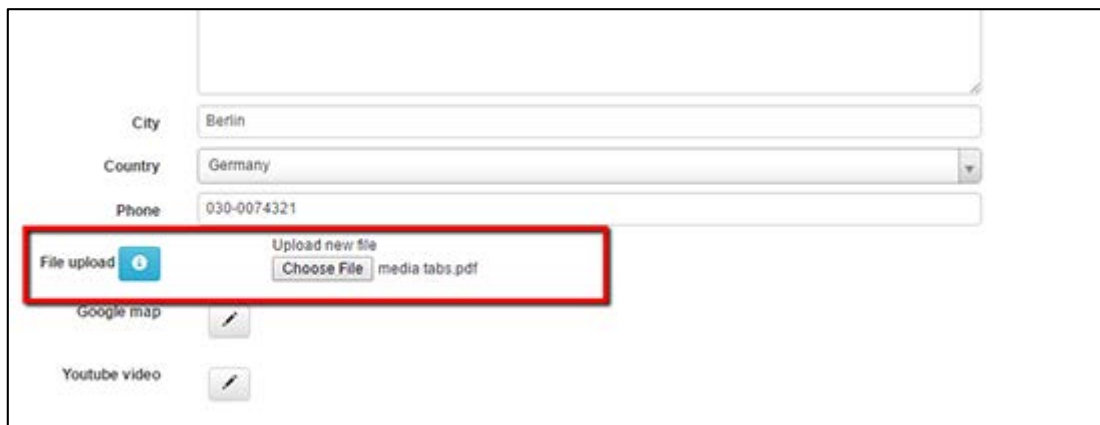 City
Berlin
Country
Germany
Phone
030-0074321
File upload
Upload new file
Choose File media tabs.pdf
Google map
Youtube video